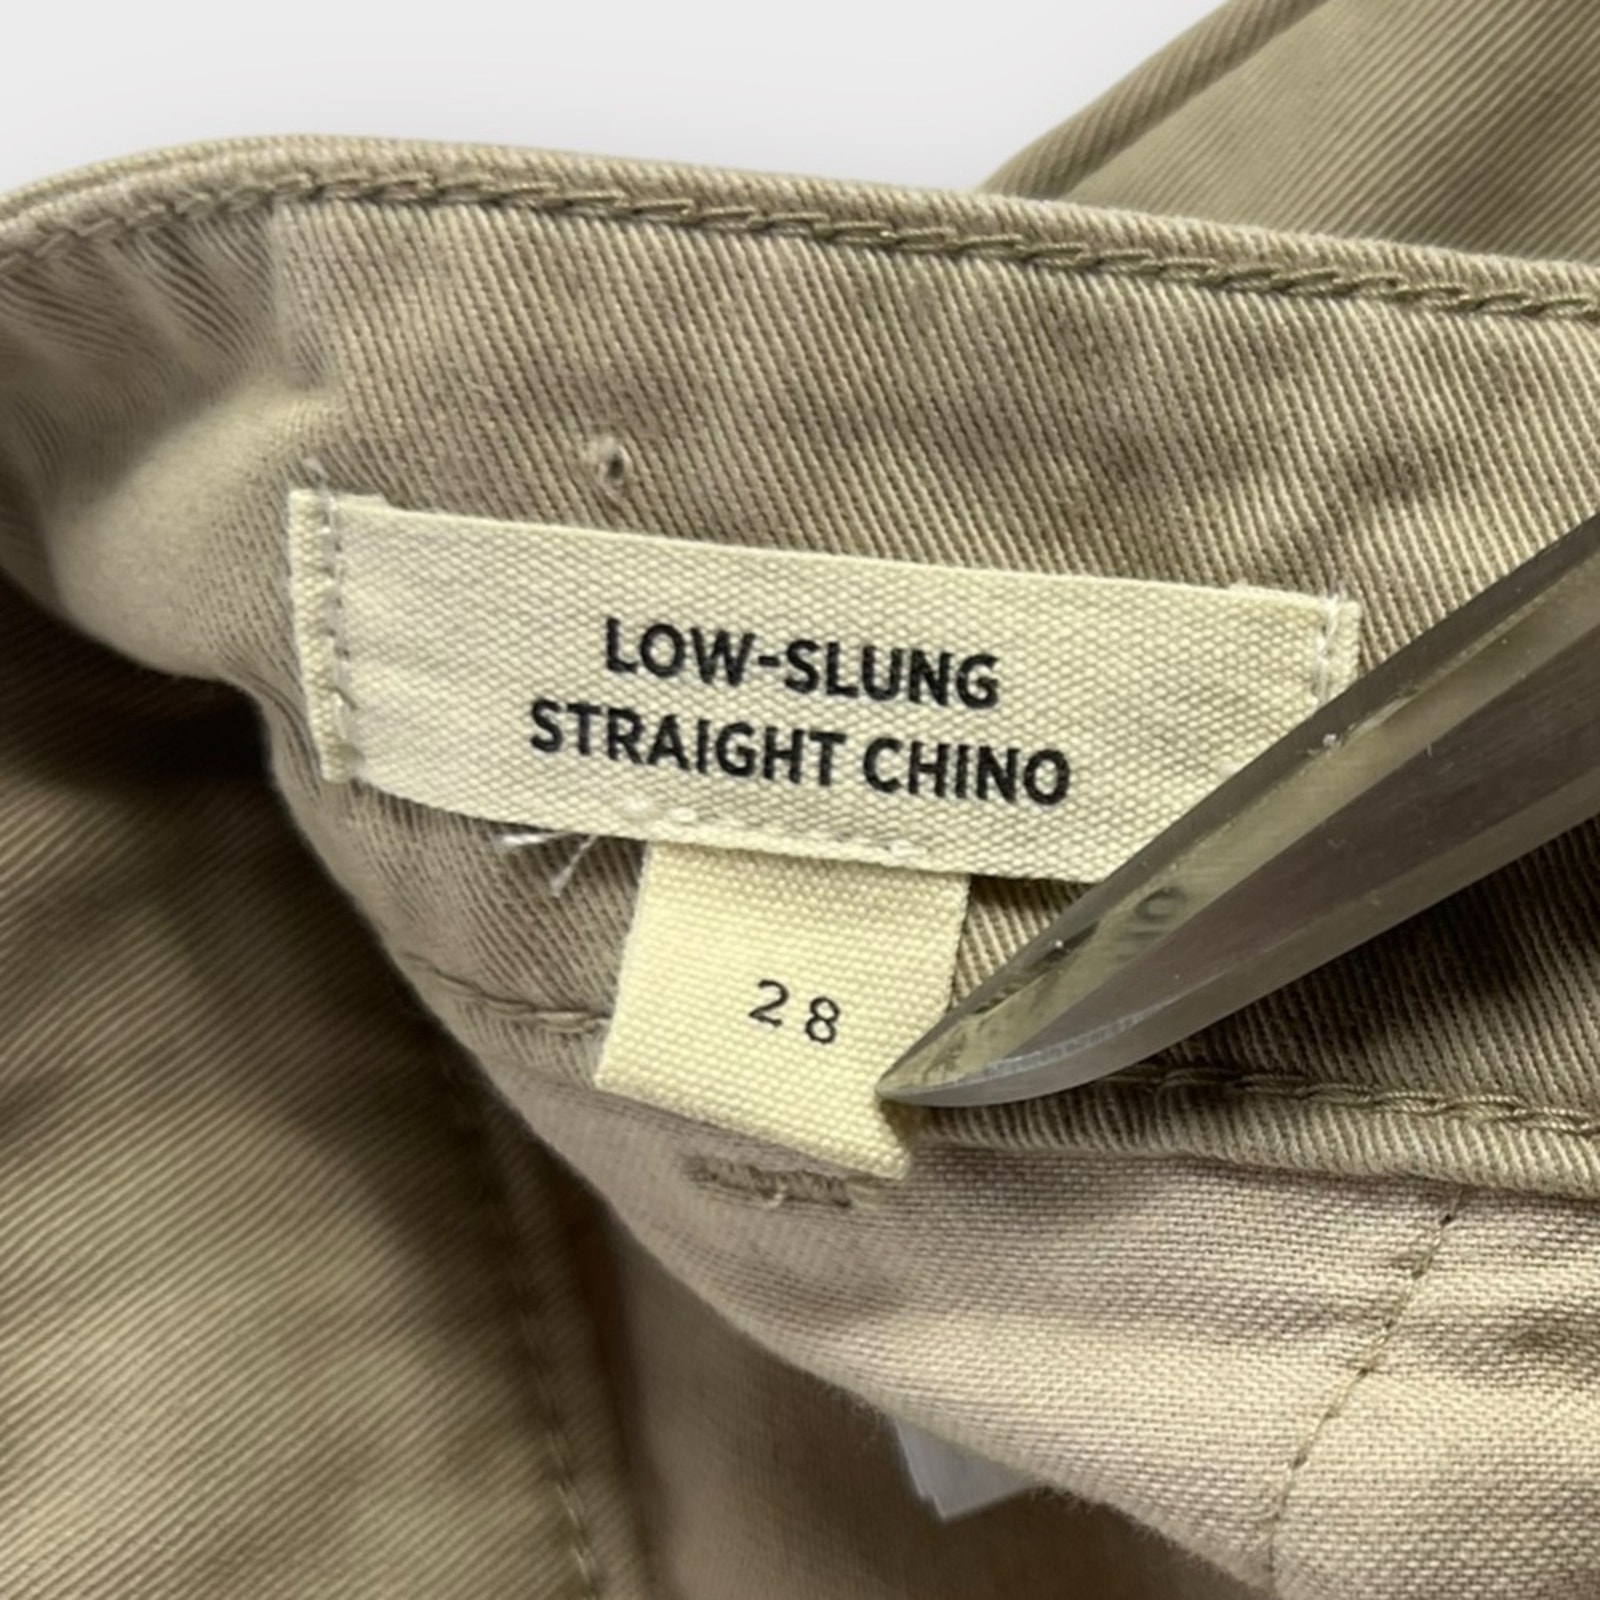 LOW-SLUNG
STRAIGHT CHINO
28